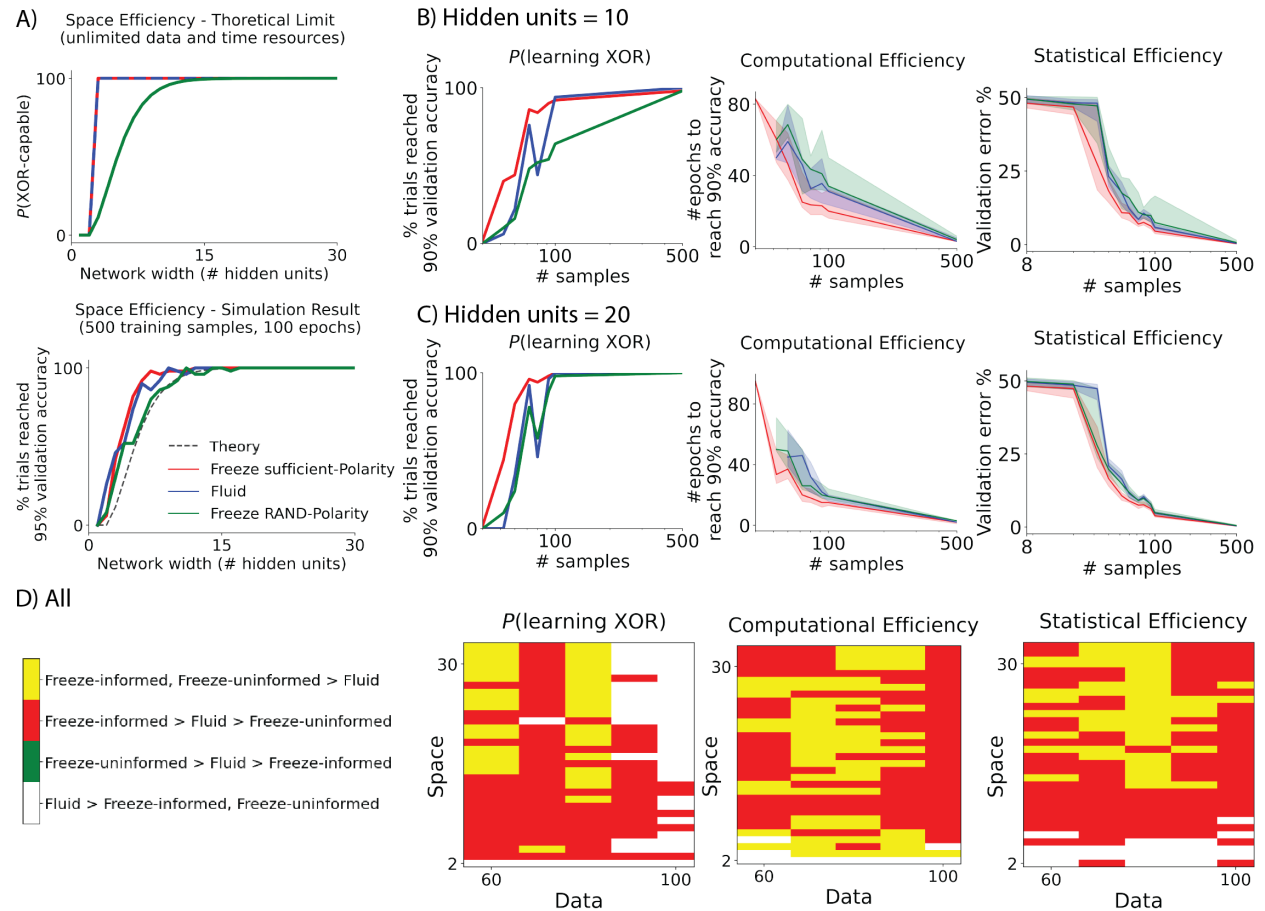 A)
Space Efficiency - Thoretical Limit
(unlimited data and time resources)
P(XOR-capable)
100
0
0
15
30
Network width (# hidden units)
Space Efficiency - Simulation Result
(500 training samples, 100 epochs)
% trials reached
95% validation accuracy
100
0
Theory
Freeze sufficient-Polarity
Fluid
Freeze RAND-Polarity
0
15
30
Network width (# hidden units)
B) Hidden units = 10
P(learning XOR)
% trials reached
90% validation accuracy
100
0
100
500
# samples
Computational Efficiency
#epochs to
reach 90% accuracy
80
40
0
100
500
# samples
Statistical Efficiency
Validation error %
50
25
0
8
100
500
# samples
C) Hidden units = 20
P(learning XOR)
% trials reached
90% validation accuracy
100
0
100
500
# samples
Computational Efficiency
#epochs to
reach 90% accuracy
80
40
0
100
500
# samples
Statistical Efficiency
Validation error %
50
25
0
8
100
500
# samples
D) All
Freeze-informed, Freeze-uninformed > Fluid
Freeze-informed > Fluid > Freeze-uninformed
Freeze-uninformed > Fluid > Freeze-informed
Fluid > Freeze-informed, Freeze-uninformed
P(learning XOR)
Space
30
2
60
100
Data
Computational Efficiency
Space
30
2
60
100
Data
Statistical Efficiency
Space
30
2
60
100
Data